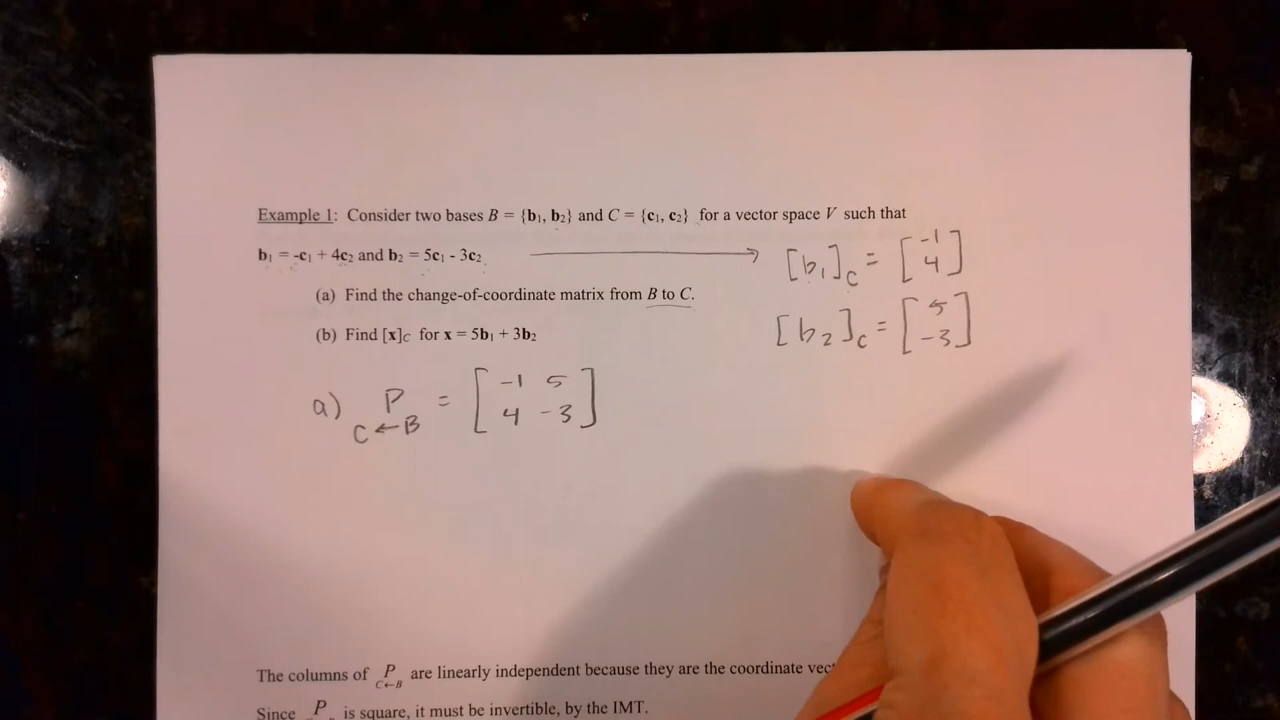 Example 1: Consider two bases B = {b₁, b₂} and C = {c₁, c₂} for a vector space V such that
b₁ = -c₁ + 4c₂ and b₂ = 5c₁ - 3c₂
[b₁]_C = [-1 4]
(a) Find the change-of-coordinate matrix from B to C.
[b₂]_C = [5 -3]
(b) Find [x]_C for x = 5b₁ + 3b₂
a) P C←B = [-1 5
4 -3]
The columns of P C←B are linearly independent because they are the coordinate
Since P is square, it must be invertible, by the IMT.